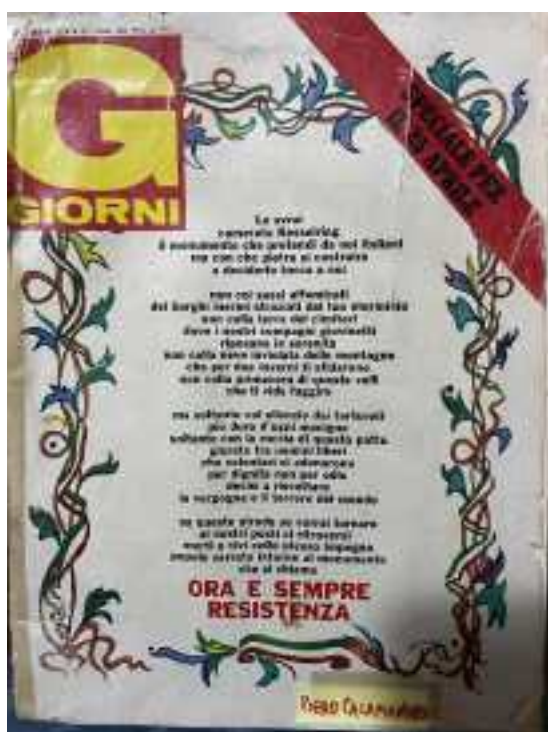 G
GIORNI
SPECIALE PER
IL 25 APRILE
Lo avrai
camerata Kesselring
il monumento che pretendi da noi italiani
ma con che pietra si costruirà
a deciderlo tocca a noi
non coi sassi affumicati
dei borghi inermi straziati dal tuo sterminio
non colla terra dei cimiteri
dove i nostri compagni giovinetti
riposano in serenità
non colla neve inviolata delle montagne
che per due inverni ti sfidarono
non colla primavera di queste valli
che ti vide fuggire
ma soltanto col silenzio dei torturati
più duro d'ogni macigno
soltanto con la roccia di questo patto
giurato fra uomini liberi
che volontari si adunarono
per dignità non per odio
decisi a riscattare
la vergogna e il terrore del mondo
su queste strade se vorrai tornare
ai nostri posti ci ritroverai
morti e vivi collo stesso impegno
popolo serrato intorno al monumento
che si chiama
ORA E SEMPRE
RESISTENZA
PIERO CALAMANDREI